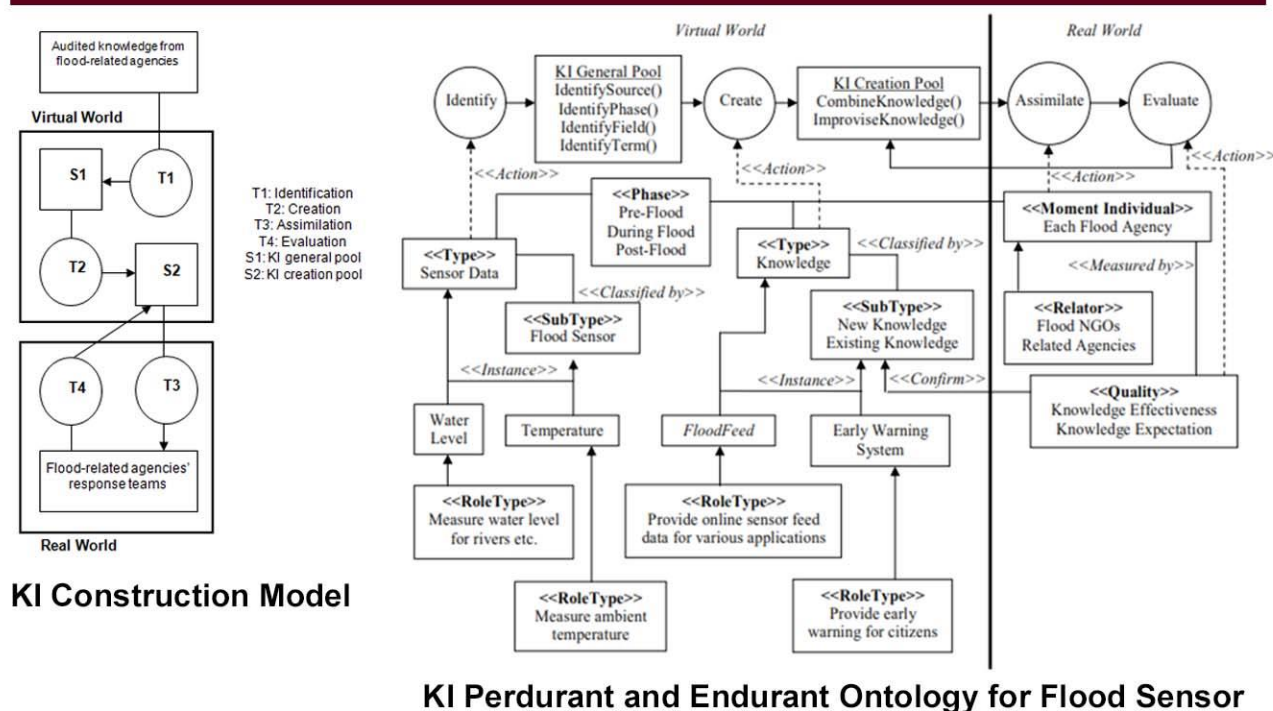 Audited knowledge from
flood-related agencies
Virtual World
S1
T1
T2
S2
T4
T3
Flood-related agencies'
response teams
Real World
T1: Identification
T2: Creation
T3: Assimilation
T4: Evaluation
S1: KI general pool
S2: KI creation pool
KI Construction Model
Virtual World
Real World
Identify
KI General Pool
IdentifySource()
IdentifyPhase()
IdentifyField()
IdentifyTerm()
Create
KI Creation Pool
CombineKnowledge()
ImproviseKnowledge()
Assimilate
Evaluate
<<Action>>
<<Action>>
<<Action>>
<<Action>>
<<Phase>>
Pre-Flood
During Flood
Post-Flood
<<Moment Individual>>
Each Flood Agency
<<Type>>
Sensor Data
<<Type>>
Knowledge
<<Classified by>>
<<Measured by>>
<<Classified by>>
<<SubType>>
Flood Sensor
<<SubType>>
New Knowledge
Existing Knowledge
<<Relator>>
Flood NGOs
Related Agencies
<<Instance>>
<<Instance>>
<<Confirm>>
<<Quality>>
Knowledge Effectiveness
Knowledge Expectation
Water
Level
Temperature
FloodFeed
Early Warning
System
<<RoleType>>
Measure water level
for rivers etc.
<<RoleType>>
Provide online sensor feed
data for various applications
<<RoleType>>
Measure ambient
temperature
<<RoleType>>
Provide early
warning for citizens
KI Perdurant and Endurant Ontology for Flood Sensor